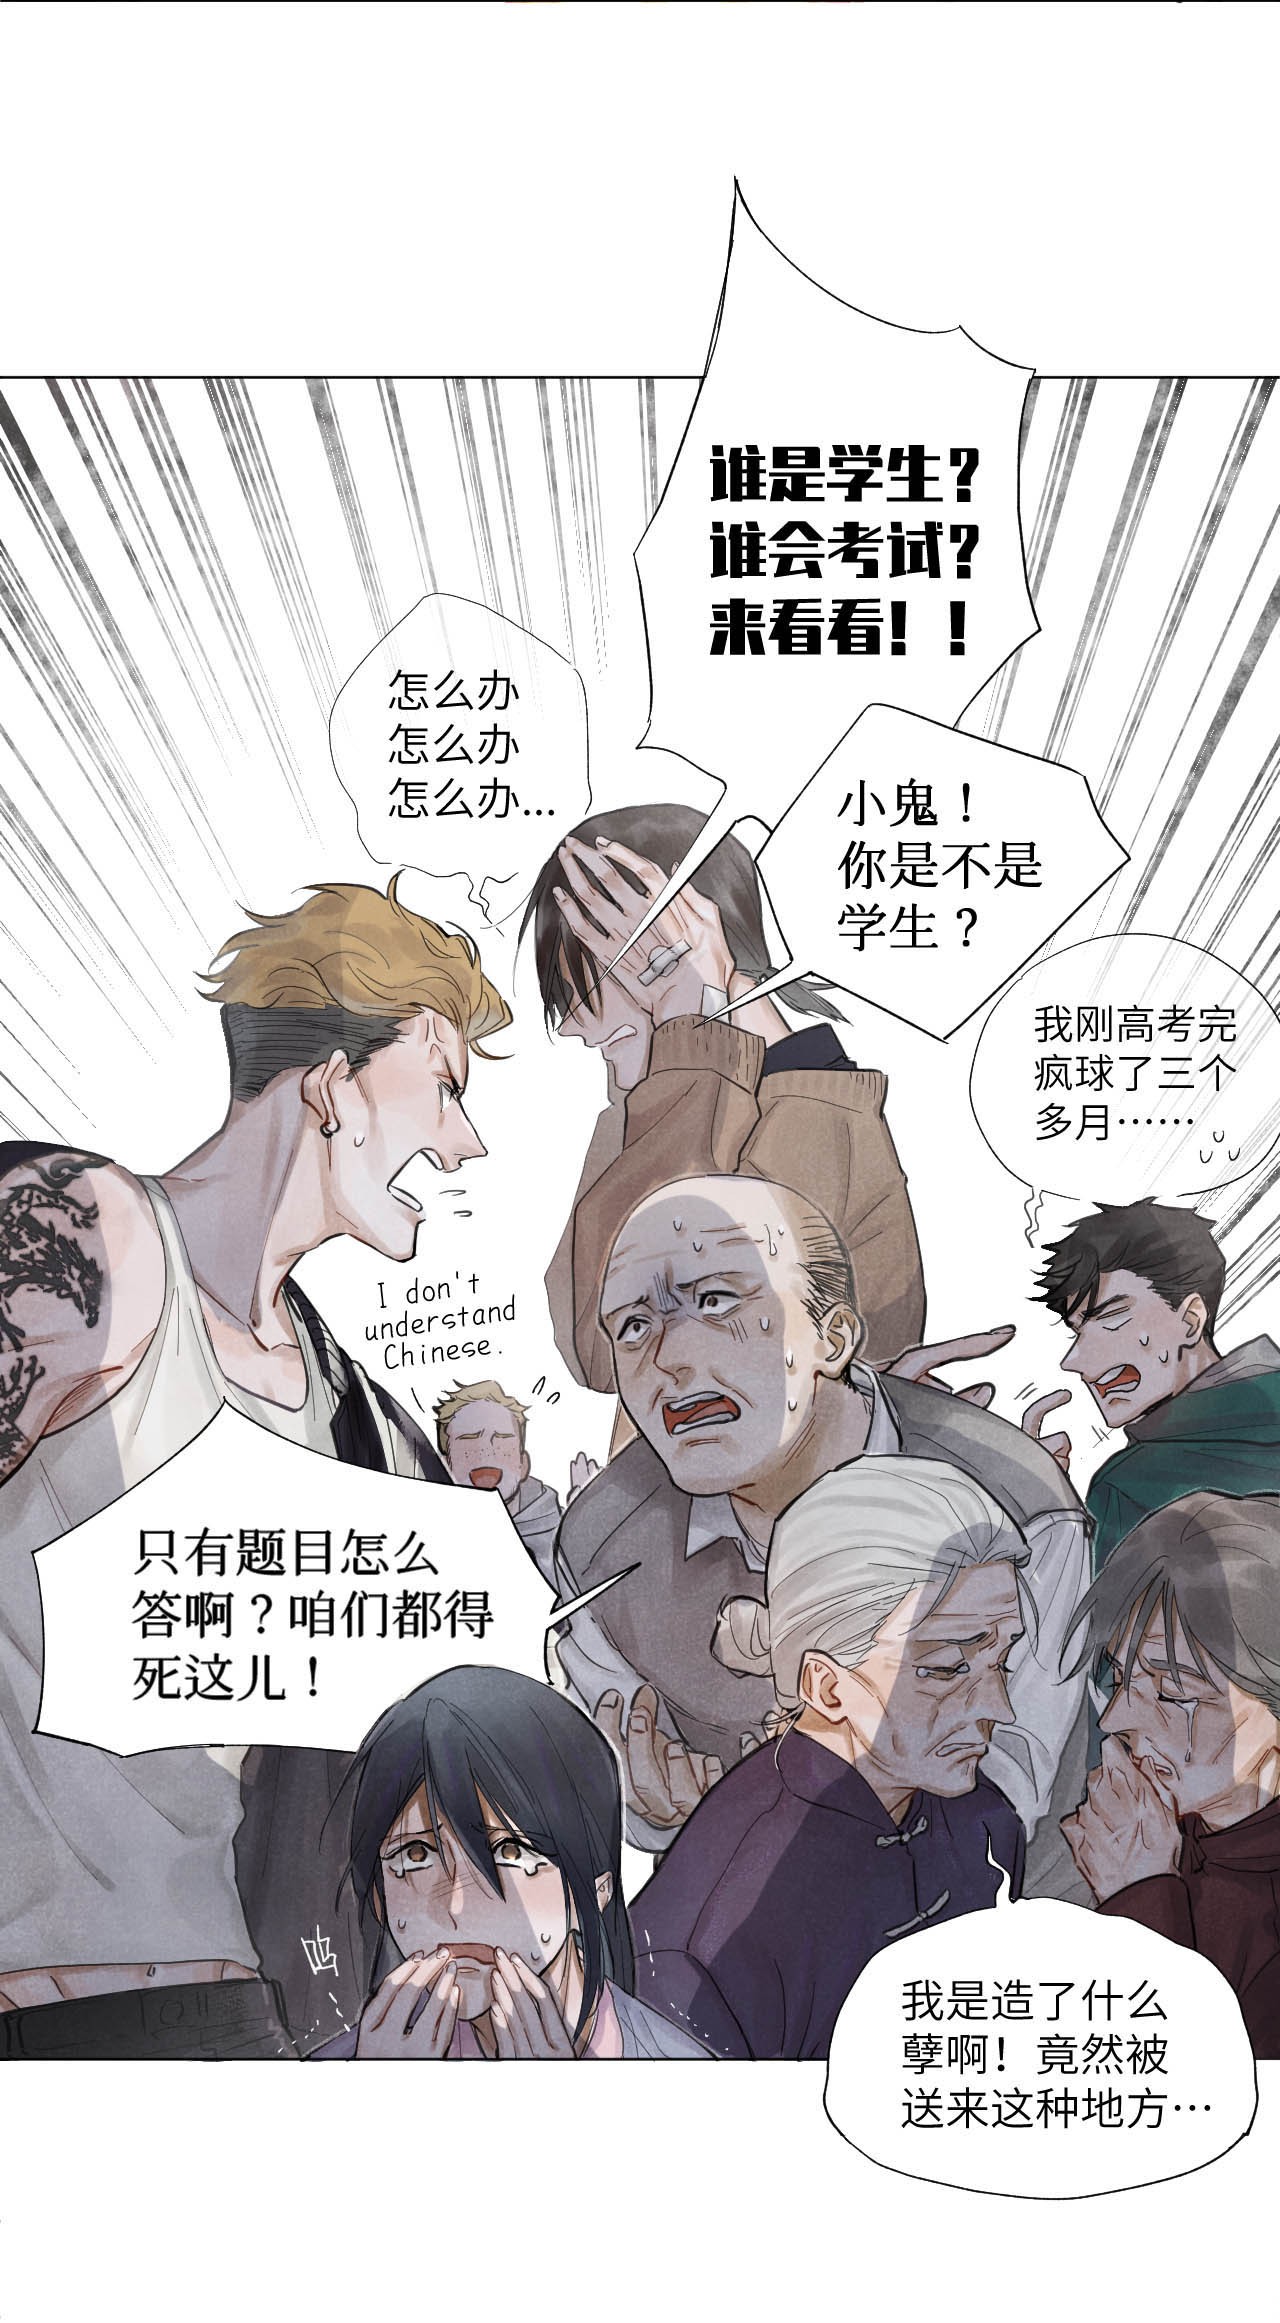 谁是学生？
谁会考试？
来看看！！
怎么办
怎么办
怎么办…
小鬼！
你是不是
学生？
我刚高考完
疯球了三个
多月……
I don't
understand
Chinese.
只有题目怎么
答啊？咱们都得
死这儿！
呜
我是造了什么
孽啊！竟然被
送来这种地方…